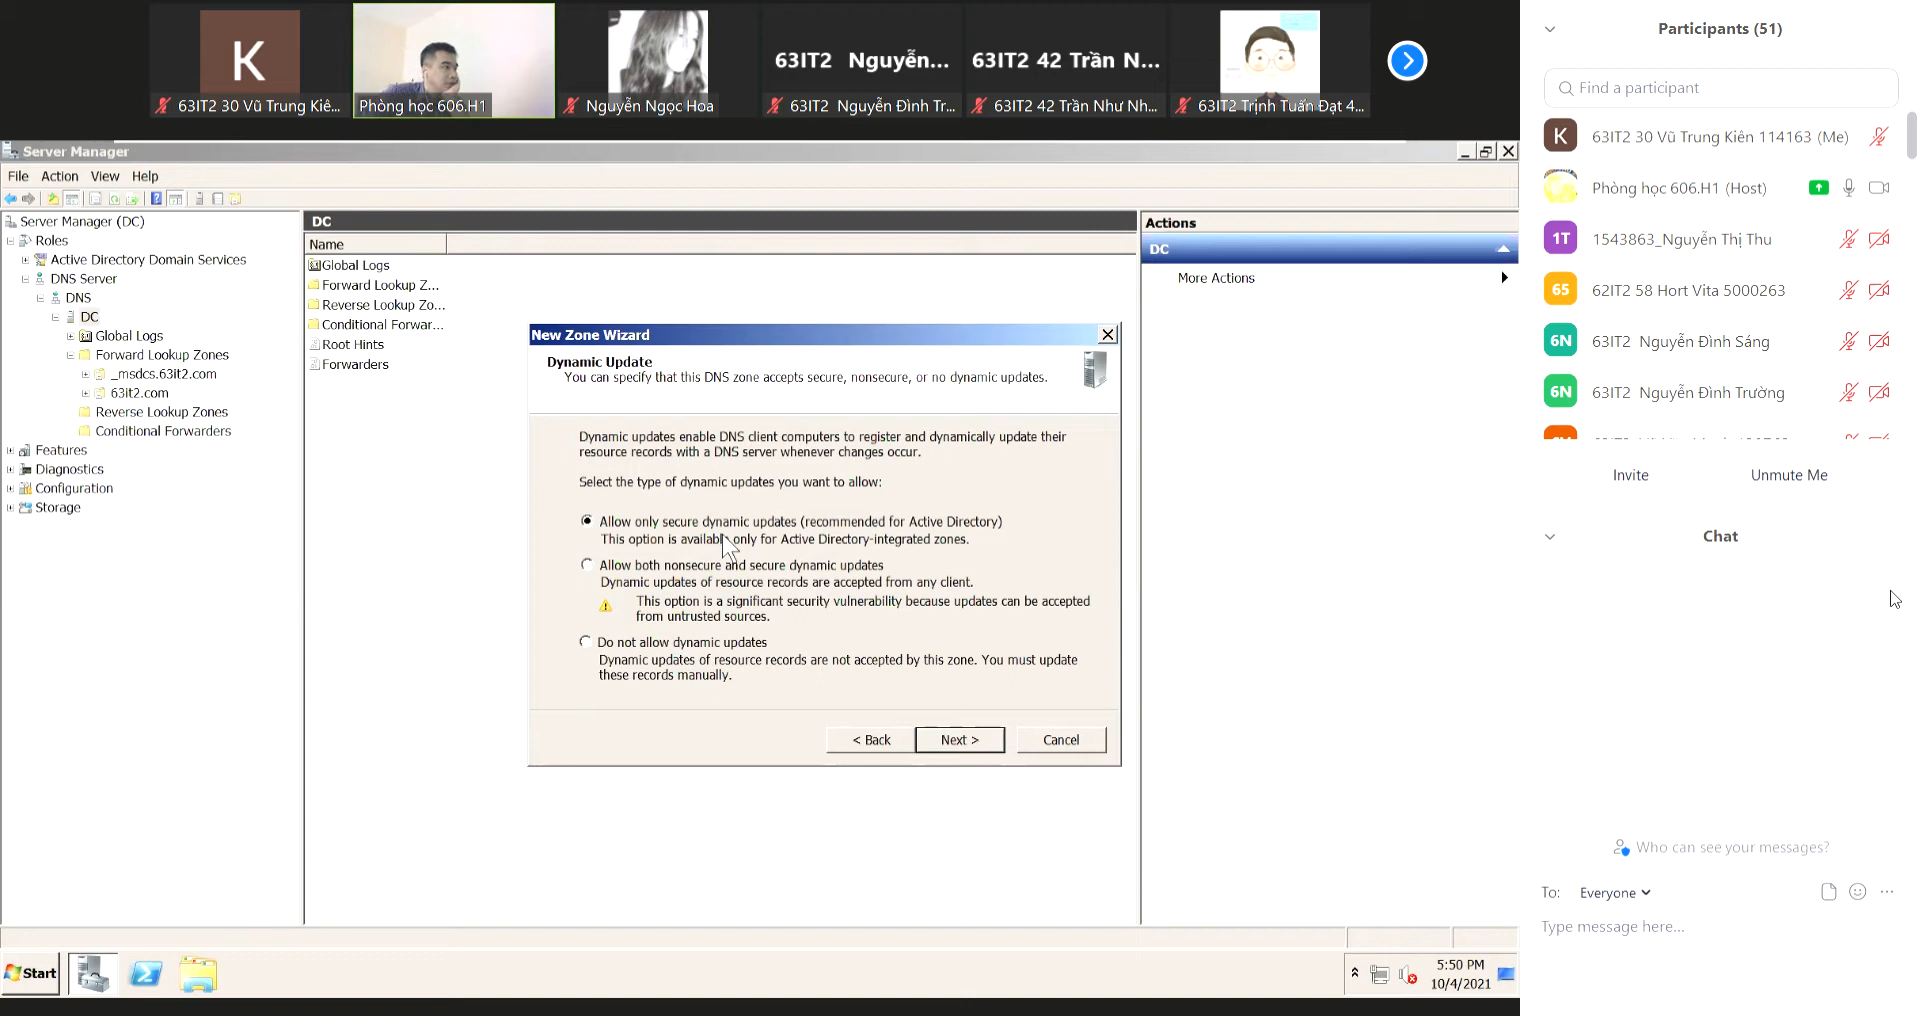 K
63IT2 30 Vũ Trung Kiê...
Phòng học 606.H1
Nguyễn Ngọc Hoa
63IT2 Nguyễn...
63IT2 Nguyễn Đình Tr...
63IT2 42 Trần N...
63IT2 42 Trần Như Nh...
63IT2 Trịnh Tuấn Đạt 4...
Server Manager
File Action View Help
Server Manager (DC)
Roles
Active Directory Domain Services
DNS Server
DNS
DC
Global Logs
Forward Lookup Zones
_msdcs.63it2.com
63it2.com
Reverse Lookup Zones
Conditional Forwarders
Features
Diagnostics
Configuration
Storage
DC
Name
Global Logs
Forward Lookup Z...
Reverse Lookup Zo...
Conditional Forwar...
Root Hints
Forwarders
New Zone Wizard
Dynamic Update
You can specify that this DNS zone accepts secure, nonsecure, or no dynamic updates.
Dynamic updates enable DNS client computers to register and dynamically update their
resource records with a DNS server whenever changes occur.
Select the type of dynamic updates you want to allow:
Allow only secure dynamic updates (recommended for Active Directory)
This option is available only for Active Directory-integrated zones.
Allow both nonsecure and secure dynamic updates
Dynamic updates of resource records are accepted from any client.
This option is a significant security vulnerability because updates can be accepted
from untrusted sources.
Do not allow dynamic updates
Dynamic updates of resource records are not accepted by this zone. You must update
these records manually.
< Back
Next >
Cancel
Actions
DC
More Actions
Start
5:50 PM
10/4/2021
Participants (51)
Find a participant
K 63IT2 30 Vũ Trung Kiên 114163 (Me)
Phòng học 606.H1 (Host)
1T 1543863_Nguyễn Thị Thu
65 62IT2 58 Hort Vita 5000263
6N 63IT2 Nguyễn Đình Sáng
6N 63IT2 Nguyễn Đình Trường
Invite
Unmute Me
Chat
Who can see your messages?
To: Everyone
Type message here...